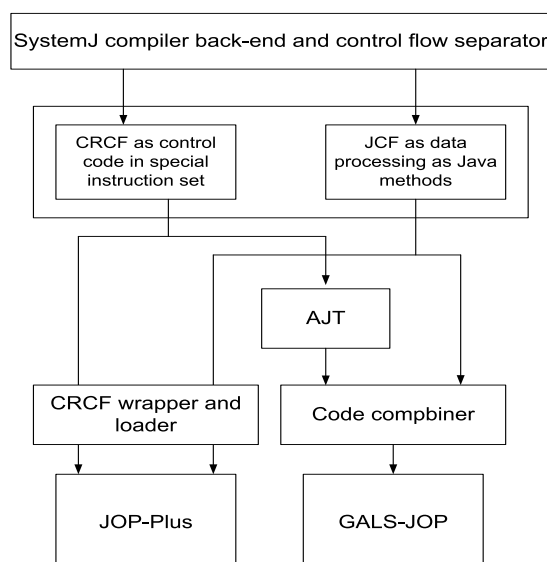 SystemJ compiler back-end and control flow separator
CRCF as control
code in special
instruction set
JCF as data
processing as Java
methods
AJT
CRCF wrapper and
loader
Code compbiner
JOP-Plus
GALS-JOP